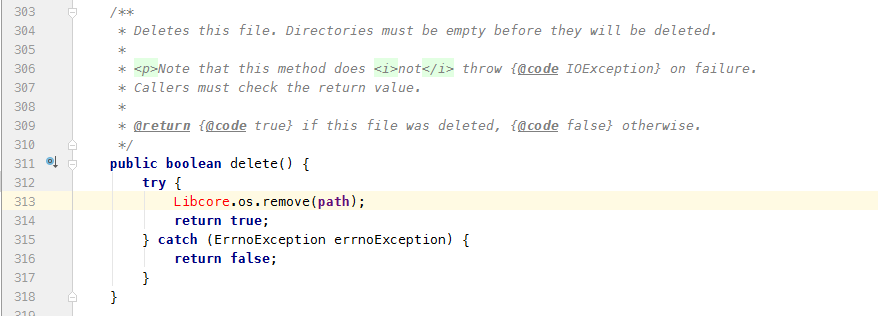 303 /**
304 * Deletes this file. Directories must be empty before they will be deleted.
305 *
306 * <p>Note that this method does <i>not</i> throw {@code IOException} on failure.
307 * Callers must check the return value.
308 *
309 * @return {@code true} if this file was deleted, {@code false} otherwise.
310 */
311 public boolean delete() {
312 try {
313 Libcore.os.remove(path);
314 return true;
315 } catch (ErrnoException errnoException) {
316 return false;
317 }
318 }
319